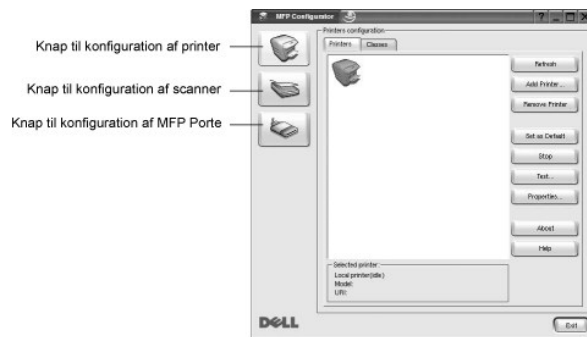 MFP Configurator
Printers configuration
Printers
Classes
Knap til konfiguration af printer
Knap til konfiguration af scanner
Knap til konfiguration af MFP Porte
Refresh
Add Printer ...
Remove Printer
Set as Default
Stop
Test...
Properties...
About
Help
Selected printer:
Local printer(idle)
Model:
URI:
DELL
Exit